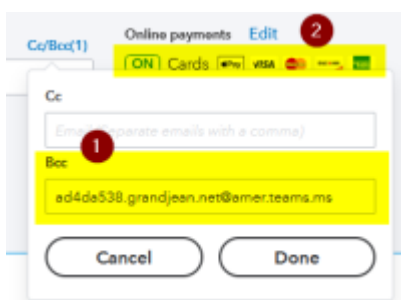 Online payments Edit 2
Cc/Bcc(1)
ON Cards Pay VISA
Cc
Email (Separate emails with a comma)
1
Bcc
ad4da538.grandjean.net@amer.teams.ms
Cancel Done